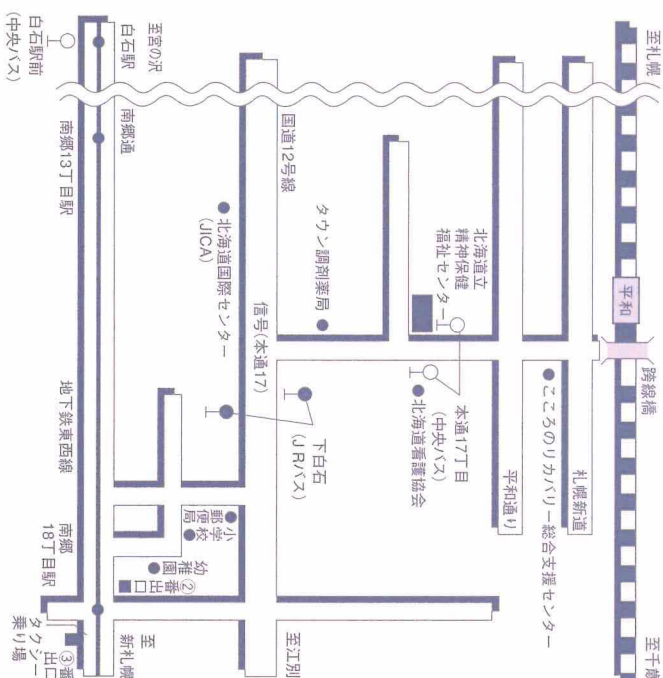 至札幌
平和
跨線橋
至千歳
札幌新道
こころのリカバリー総合支援センター
平和通り
北海道立
精神保健
福祉センター
本通17丁目
(中央バス)
北海道看護協会
タウン調剤薬局
国道12号線
信号(本通17)
下白石
(JRバス)
至江別
北海道国際センター
(JICA)
小学校
郵便局
幼稚園
②番出口
至宮の沢
白石駅
南郷通
白石駅前
(中央バス)
南郷13丁目駅
地下鉄東西線
南郷
18丁目駅
至
新札幌
③番
出口
タクシー
乗り場